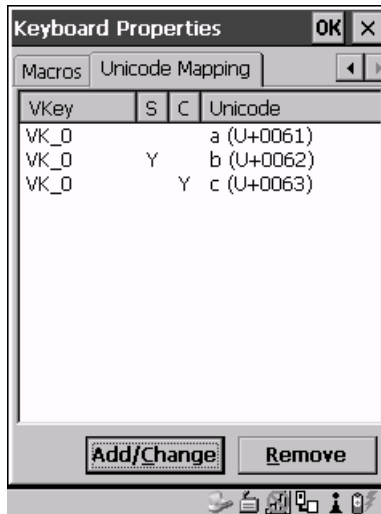 Keyboard Properties OK ×
Macros Unicode Mapping
VKey S C Unicode
VK_0 a (U+0061)
VK_0 Y b (U+0062)
VK_0 Y c (U+0063)
Add/Change Remove